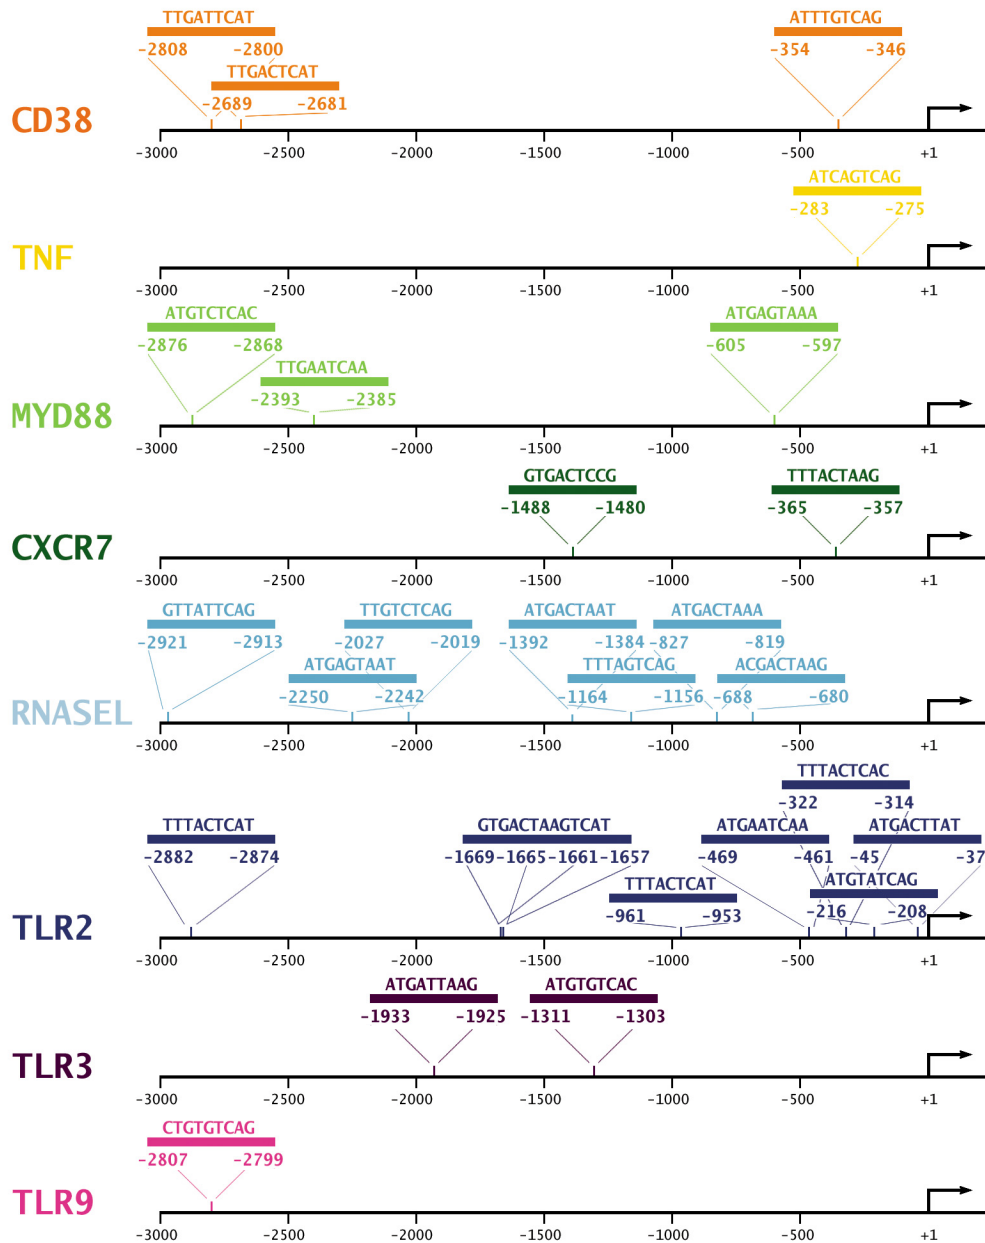 TTGATTCAT ATTTGTCAG
-2808 -2800 -354 -346
TTGACTCAT
-2689 -2681
CD38
-3000 -2500 -2000 -1500 -1000 -500 +1
ATCAGTCAG
-283 -275
TNF
-3000 -2500 -2000 -1500 -1000 -500 +1
ATGTCTCAC ATGAGTAAA
-2876 -2868 -605 -597
TTGAATCAA
-2393 -2385
MYD88
-3000 -2500 -2000 -1500 -1000 -500 +1
GTGACTCCG TTTACTAAG
-1488 -1480 -365 -357
CXCR7
-3000 -2500 -2000 -1500 -1000 -500 +1
GTTATTCAG TTGTCTCAG ATGACTAAT ATGACTAAA
-2921 -2913 -2027 -2019 -1392 -1384 -827 -819
ATGAGTAAT TTTAGTCAG ACGACTAAG
-2250 -2242 -1164 -1156 -688 -680
RNASEL
-3000 -2500 -2000 -1500 -1000 -500 +1
TTTACTCAC
-322 -314
TTTACTCAT GTGACTAAGTCAT ATGAATCAA ATGACTTAT
-2882 -2874 -1669 -1665 -1661 -1657 -469 -461 -45 -37
TTTACTCAT ATGTATCAG
-961 -953 -216 -208
TLR2
-3000 -2500 -2000 -1500 -1000 -500 +1
ATGATTAAG ATGTGTCAC
-1933 -1925 -1311 -1303
TLR3
-3000 -2500 -2000 -1500 -1000 -500 +1
CTGTGTCAG
-2807 -2799
TLR9
-3000 -2500 -2000 -1500 -1000 -500 +1